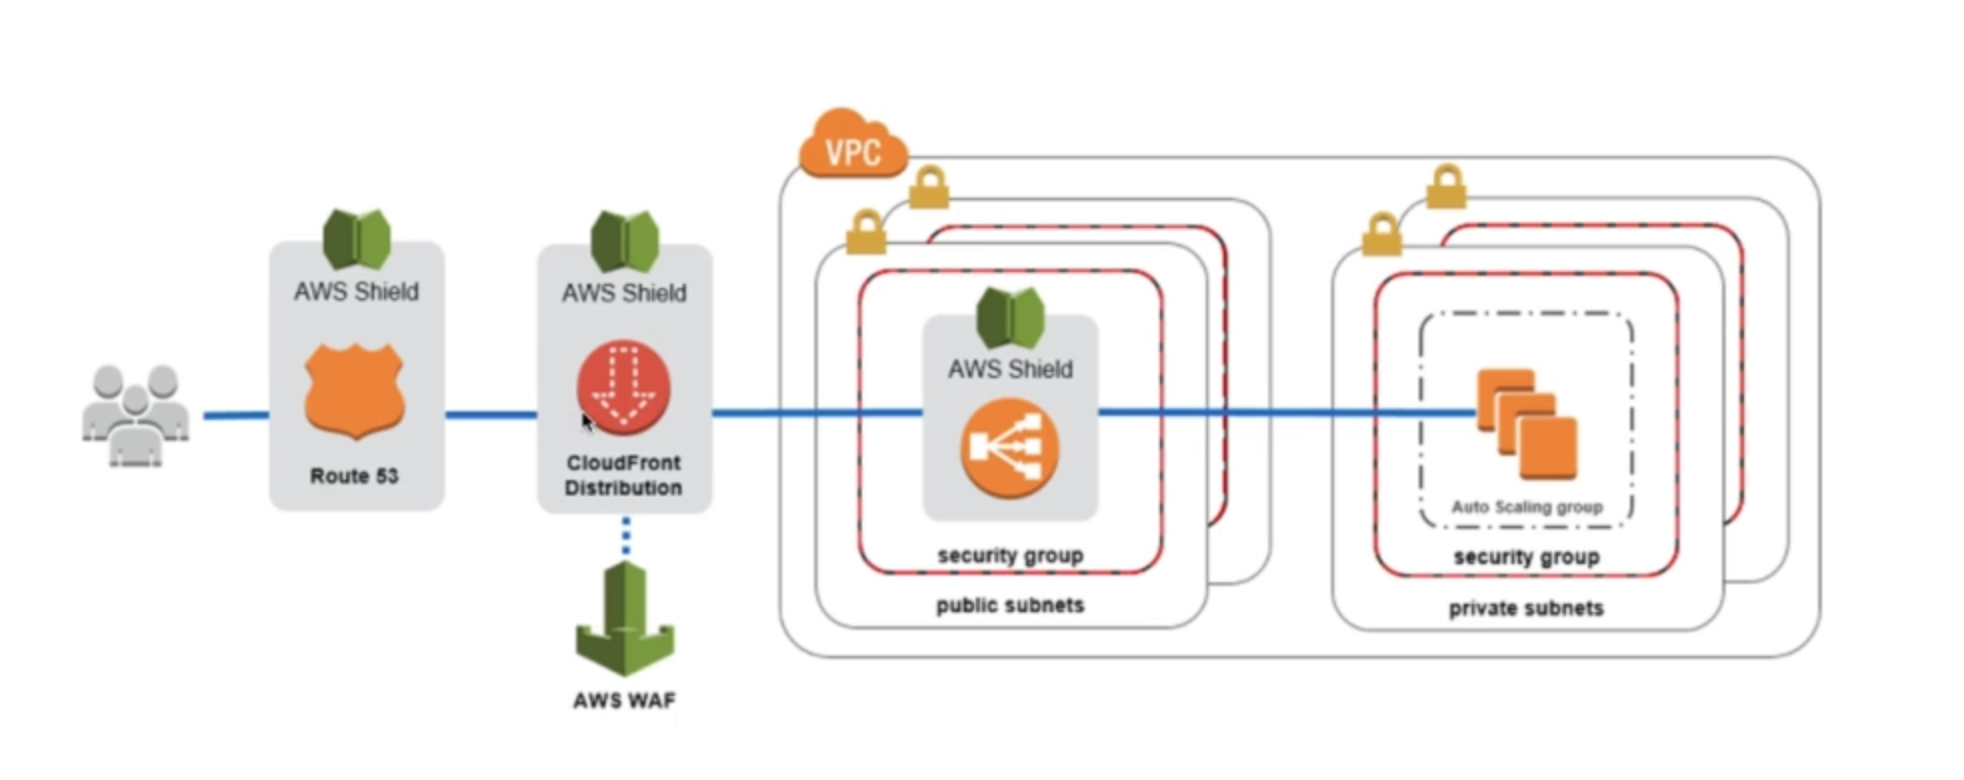 VPC
AWS Shield
Route 53
AWS Shield
CloudFront
Distribution
AWS WAF
AWS Shield
security group
public subnets
Auto Scaling group
security group
private subnets